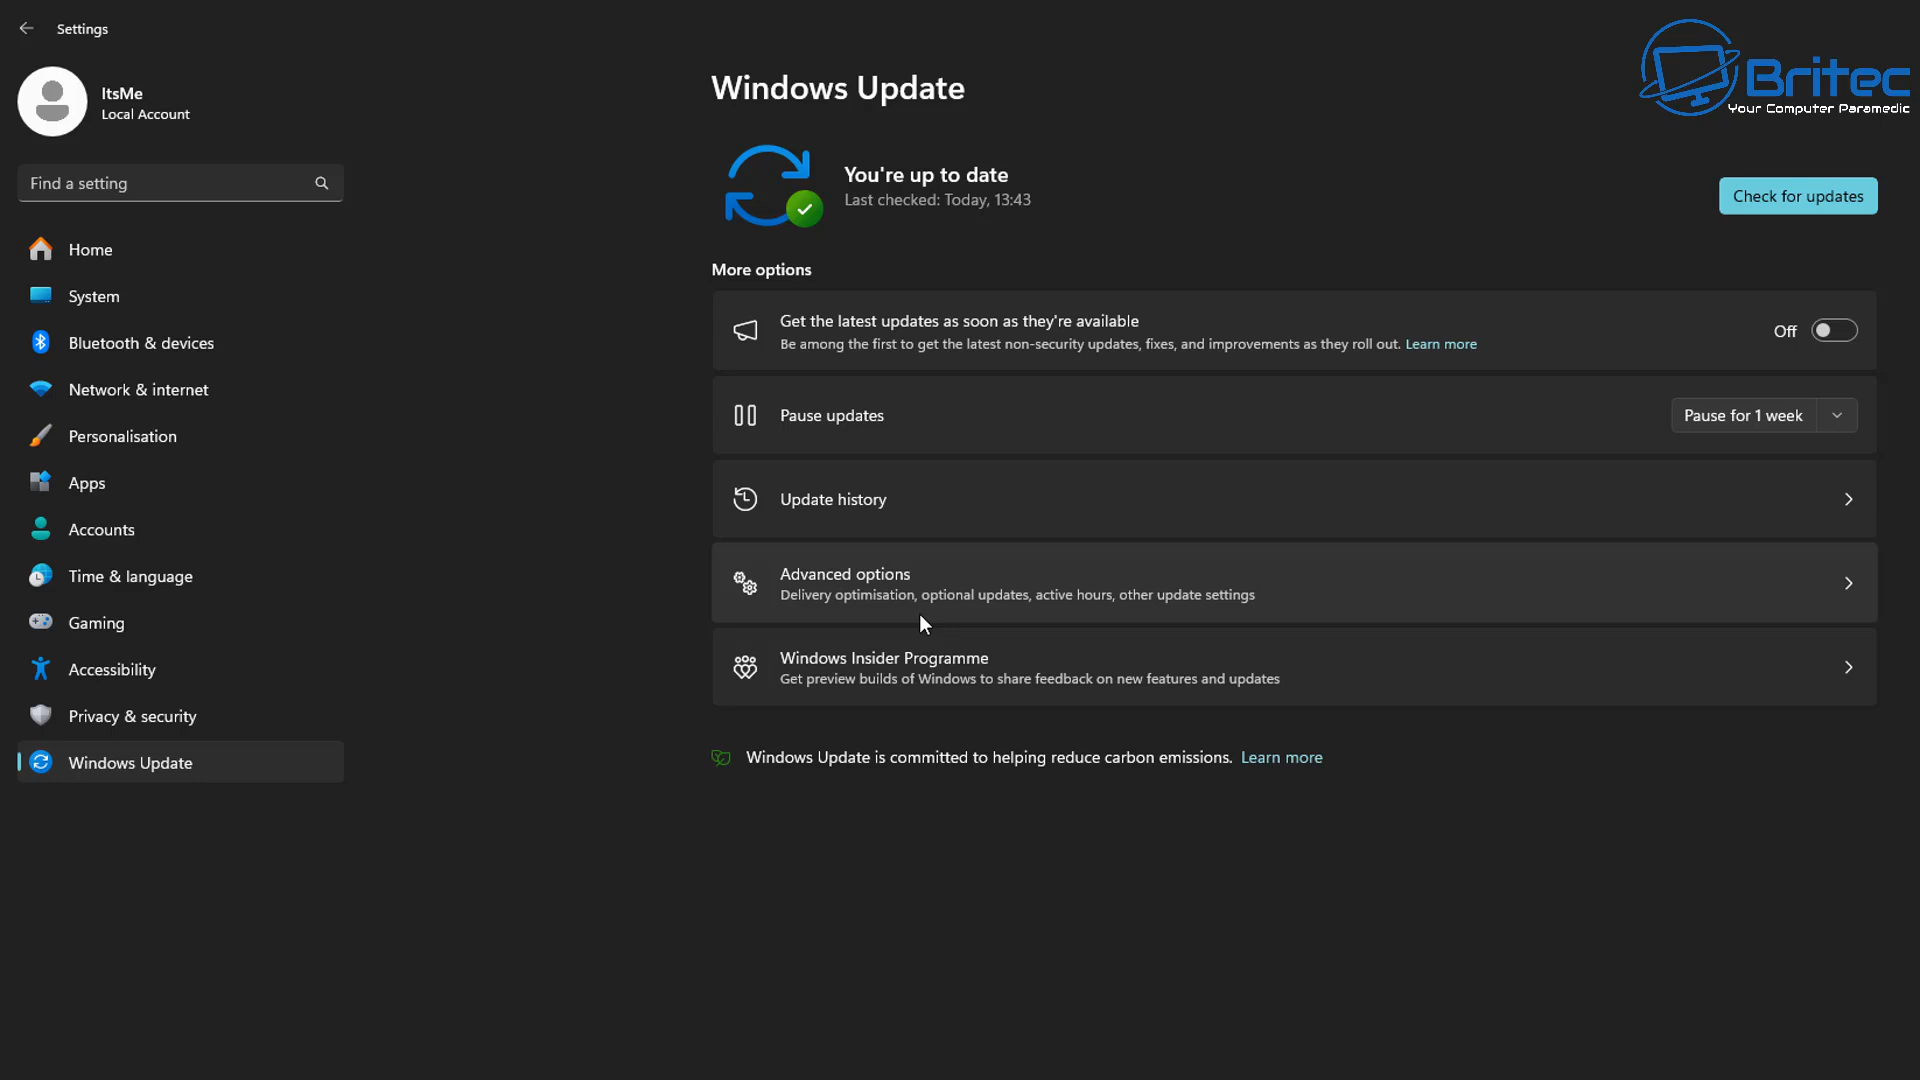 Settings
ItsMe
Local Account
Find a setting
Home
System
Bluetooth & devices
Network & internet
Personalisation
Apps
Accounts
Time & language
Gaming
Accessibility
Privacy & security
Windows Update
Britec
Your Computer Paramedic
Windows Update
You're up to date
Last checked: Today, 13:43
Check for updates
More options
Get the latest updates as soon as they're available
Be among the first to get the latest non-security updates, fixes, and improvements as they roll out. Learn more
Off
Pause updates
Pause for 1 week
Update history
Advanced options
Delivery optimisation, optional updates, active hours, other update settings
Windows Insider Programme
Get preview builds of Windows to share feedback on new features and updates
Windows Update is committed to helping reduce carbon emissions. Learn more